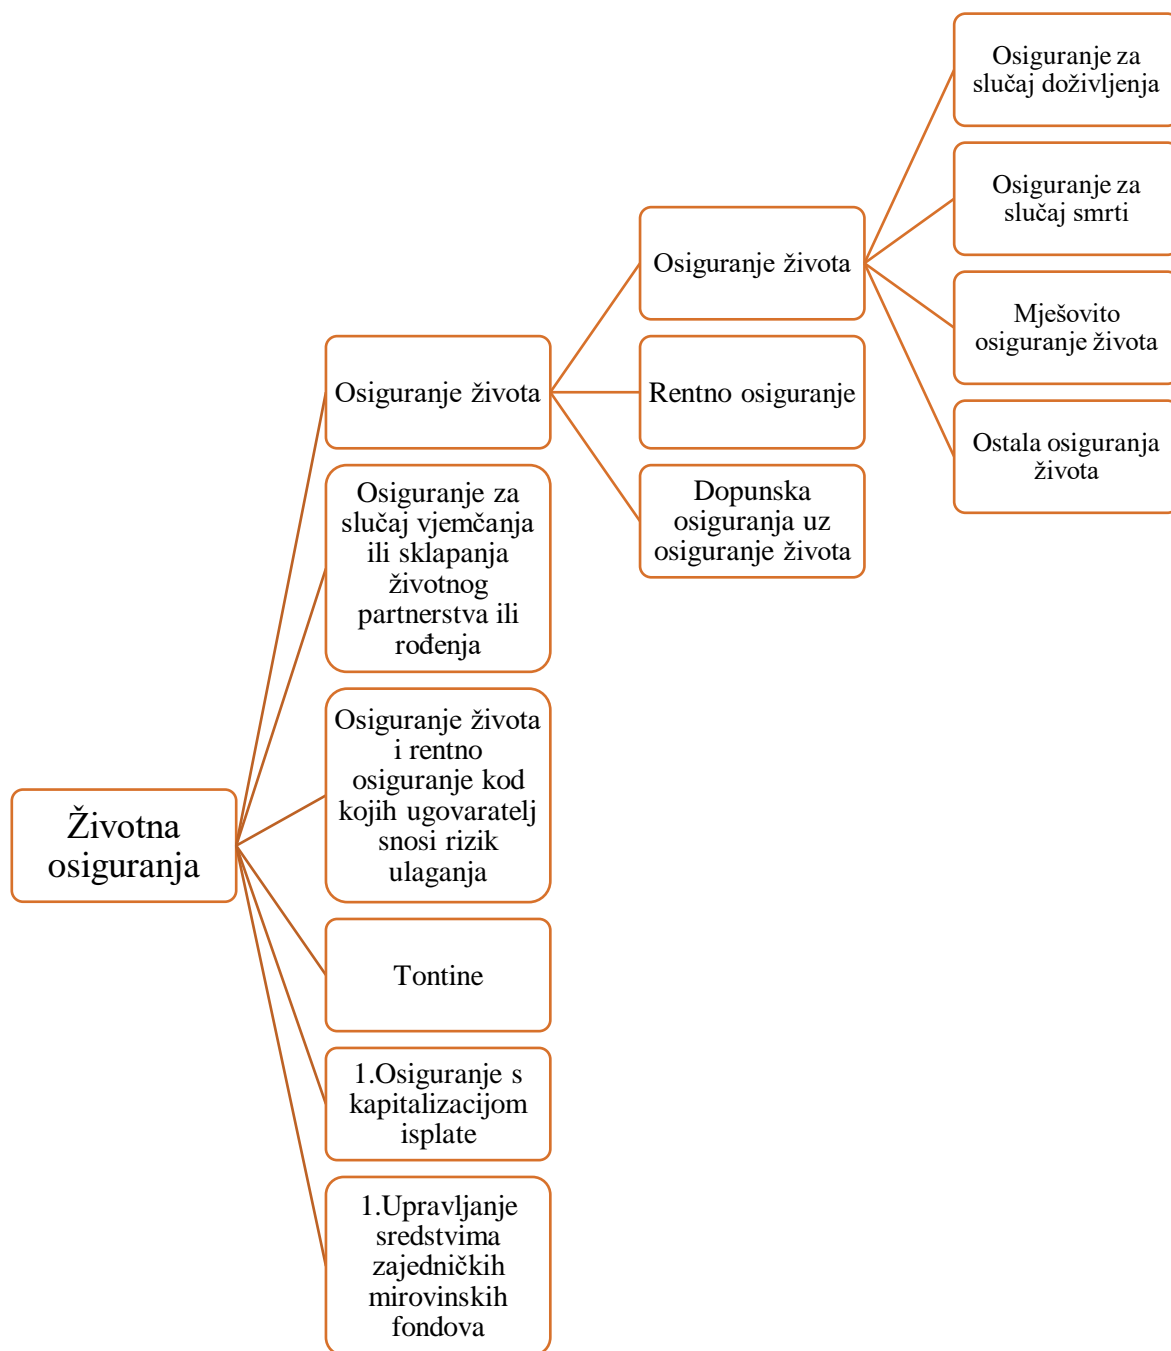 Životna
osiguranja
Osiguranje života
Osiguranje života
Osiguranje za
slučaj doživljenja
Osiguranje za
slučaj smrti
Mješovito
osiguranje života
Ostala osiguranja
života
Rentno osiguranje
Dopunska
osiguranja uz
osiguranje života
Osiguranje za
slučaj vjemčanja
ili sklapanja
životnog
partnerstva ili
rođenja
Osiguranje života
i rentno
osiguranje kod
kojih ugovaratelj
snosi rizik
ulaganja
Tontine
1.Osiguranje s
kapitalizacijom
isplate
1.Upravljanje
sredstvima
zajedničkih
mirovinskih
fondova